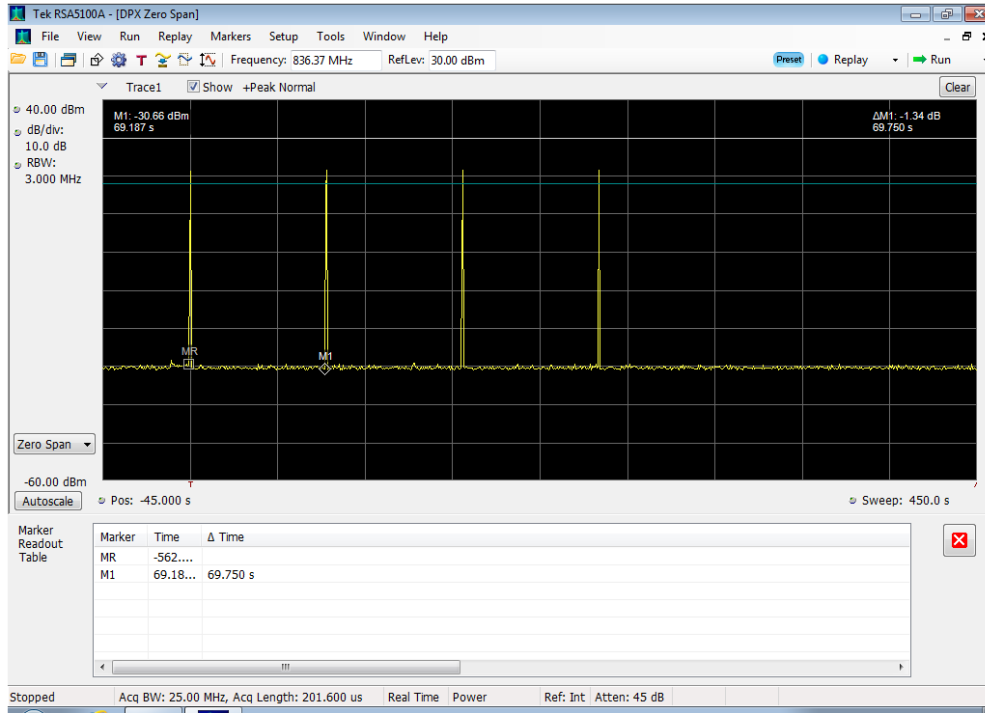 Tek RSA5100A - [DPX Zero Span]
File View Run Replay Markers Setup Tools Window Help
T Frequency: 836.37 MHz RefLev: 30.00 dBm Preset Replay Run
Trace1 Show +Peak Normal Clear
40.00 dBm
dB/div:
10.0 dB
RBW:
3.000 MHz
M1: -30.66 dBm
69.187 s
ΔM1: -1.34 dB
69.750 s
MR
M1
Zero Span
-60.00 dBm
T
Autoscale Pos: -45.000 s Sweep: 450.0 s
Marker
Readout
Table
Marker Time Δ Time
MR -562....
M1 69.18... 69.750 s
Stopped Acq BW: 25.00 MHz, Acq Length: 201.600 us Real Time Power Ref: Int Atten: 45 dB